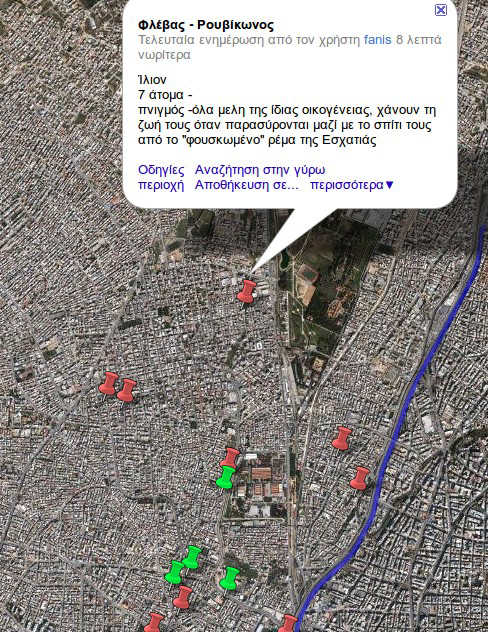 Φλέβας - Ρουβίκωνος
Τελευταία ενημέρωση από τον χρήστη fanis 8 λεπτά
νωρίτερα
Ίλιον
7 άτομα -
πνιγμός -όλα μελη της ίδιας οικογένειας, χάνουν τη
ζωή τους όταν παρασύρονται μαζί με το σπίτι τους
από το "φουσκωμένο" ρέμα της Εσχατιάς
Οδηγίες Αναζήτηση στην γύρω
περιοχή Αποθήκευση σε... περισσότερα▼